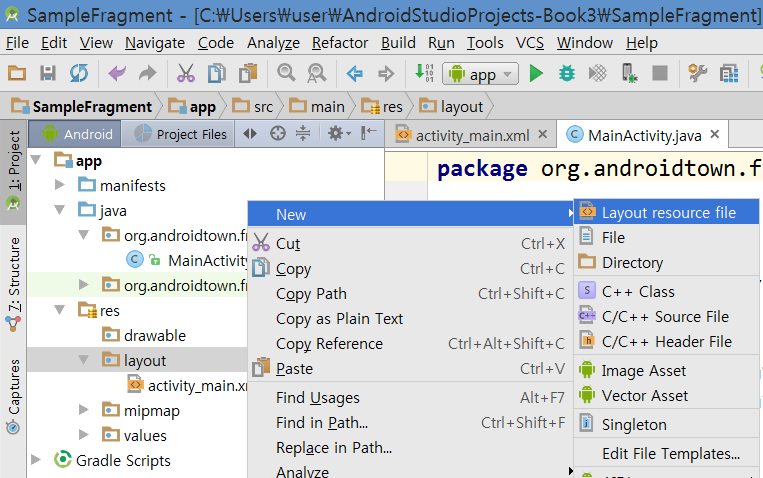 SampleFragment - [C:₩Users₩user₩AndroidStudioProjects-Book3₩SampleFragment]
File Edit View Navigate Code Analyze Refactor Build Run Tools VCS Window Help
app
SampleFragment app src main res layout
1: Project
Z: Structure
Captures
Android Project Files
activity_main.xml MainActivity.java
app
manifests
java
org.androidtown.fr
MainActivity
org.androidtown.fr
res
drawable
layout
activity_main.xm
mipmap
values
Gradle Scripts
package org.androidtown.f
New
Cut Ctrl+X
Copy Ctrl+C
Copy Path Ctrl+Shift+C
Copy as Plain Text
Copy Reference Ctrl+Alt+Shift+C
Paste Ctrl+V
Find Usages Alt+F7
Find in Path... Ctrl+Shift+F
Replace in Path...
Analyze
Layout resource file
File
Directory
C++ Class
C/C++ Source File
C/C++ Header File
Image Asset
Vector Asset
Singleton
Edit File Templates...